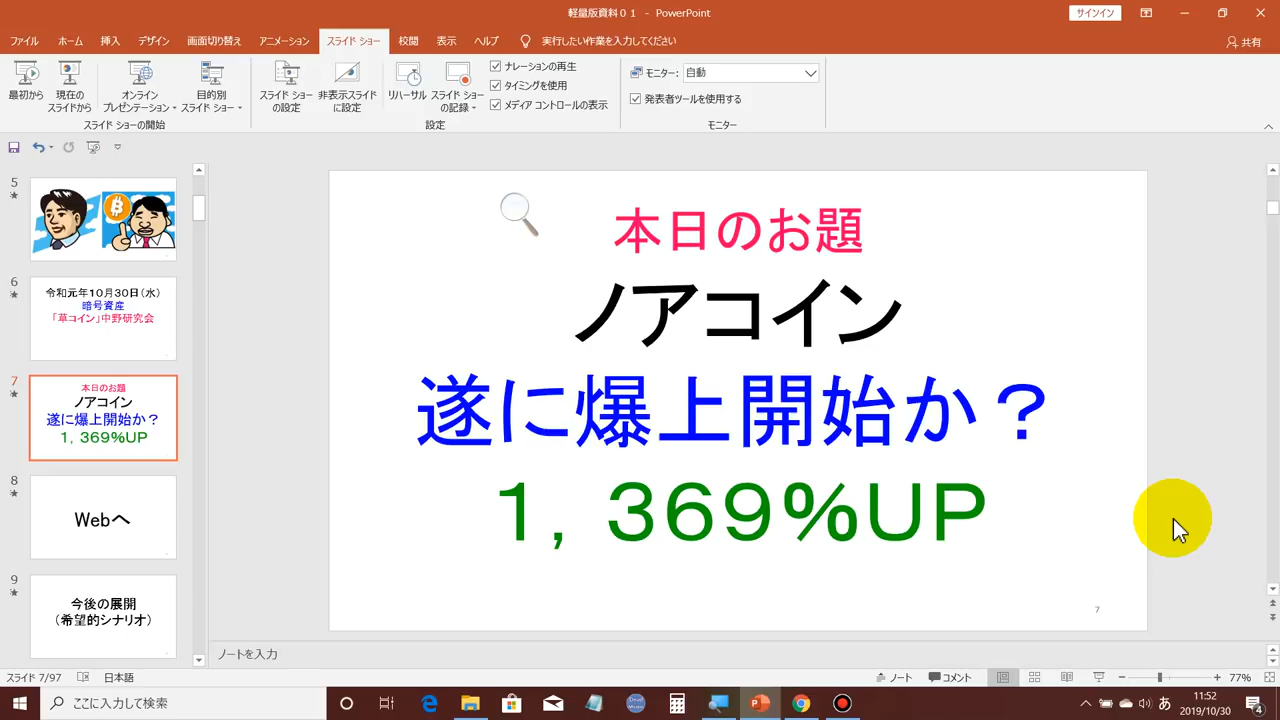 軽量版資料０１ - PowerPoint
サインイン
ファイル ホーム 挿入 デザイン 画面切り替え アニメーション スライド ショー 校閲 表示 ヘルプ 実行したい作業を入力してください 共有
最初から
現在の
スライドから
オンライン
プレゼンテーション
目的別
スライド ショー
スライド ショーの開始
スライド ショー
の設定
非表示スライド
に設定
リハーサル
スライド ショー
の記録
ナレーションの再生
タイミングを使用
メディア コントロールの表示
設定
モニター: 自動
発表者ツールを使用する
モニター
5
6
令和元年１０月３０日（水）
暗号資産
「草コイン」中野研究会
7
本日のお題
ノアコイン
遂に爆上開始か？
１，３６９％ＵＰ
8
Webへ
9
今後の展開
（希望的シナリオ）
本日のお題
ノアコイン
遂に爆上開始か？
１，３６９％ＵＰ
7
ノートを入力
スライド 7/97 日本語 ノート コメント 77%
ここに入力して検索
あ 11:52
2019/10/30
4